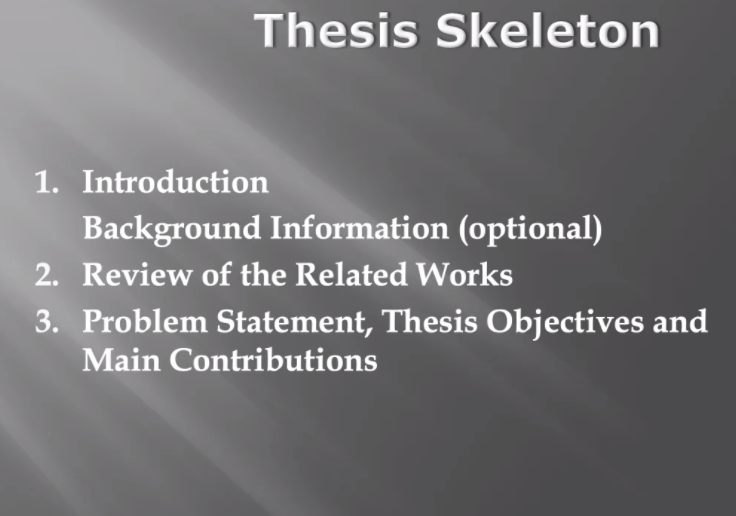 Thesis Skeleton
1. Introduction
Background Information (optional)
2. Review of the Related Works
3. Problem Statement, Thesis Objectives and
Main Contributions